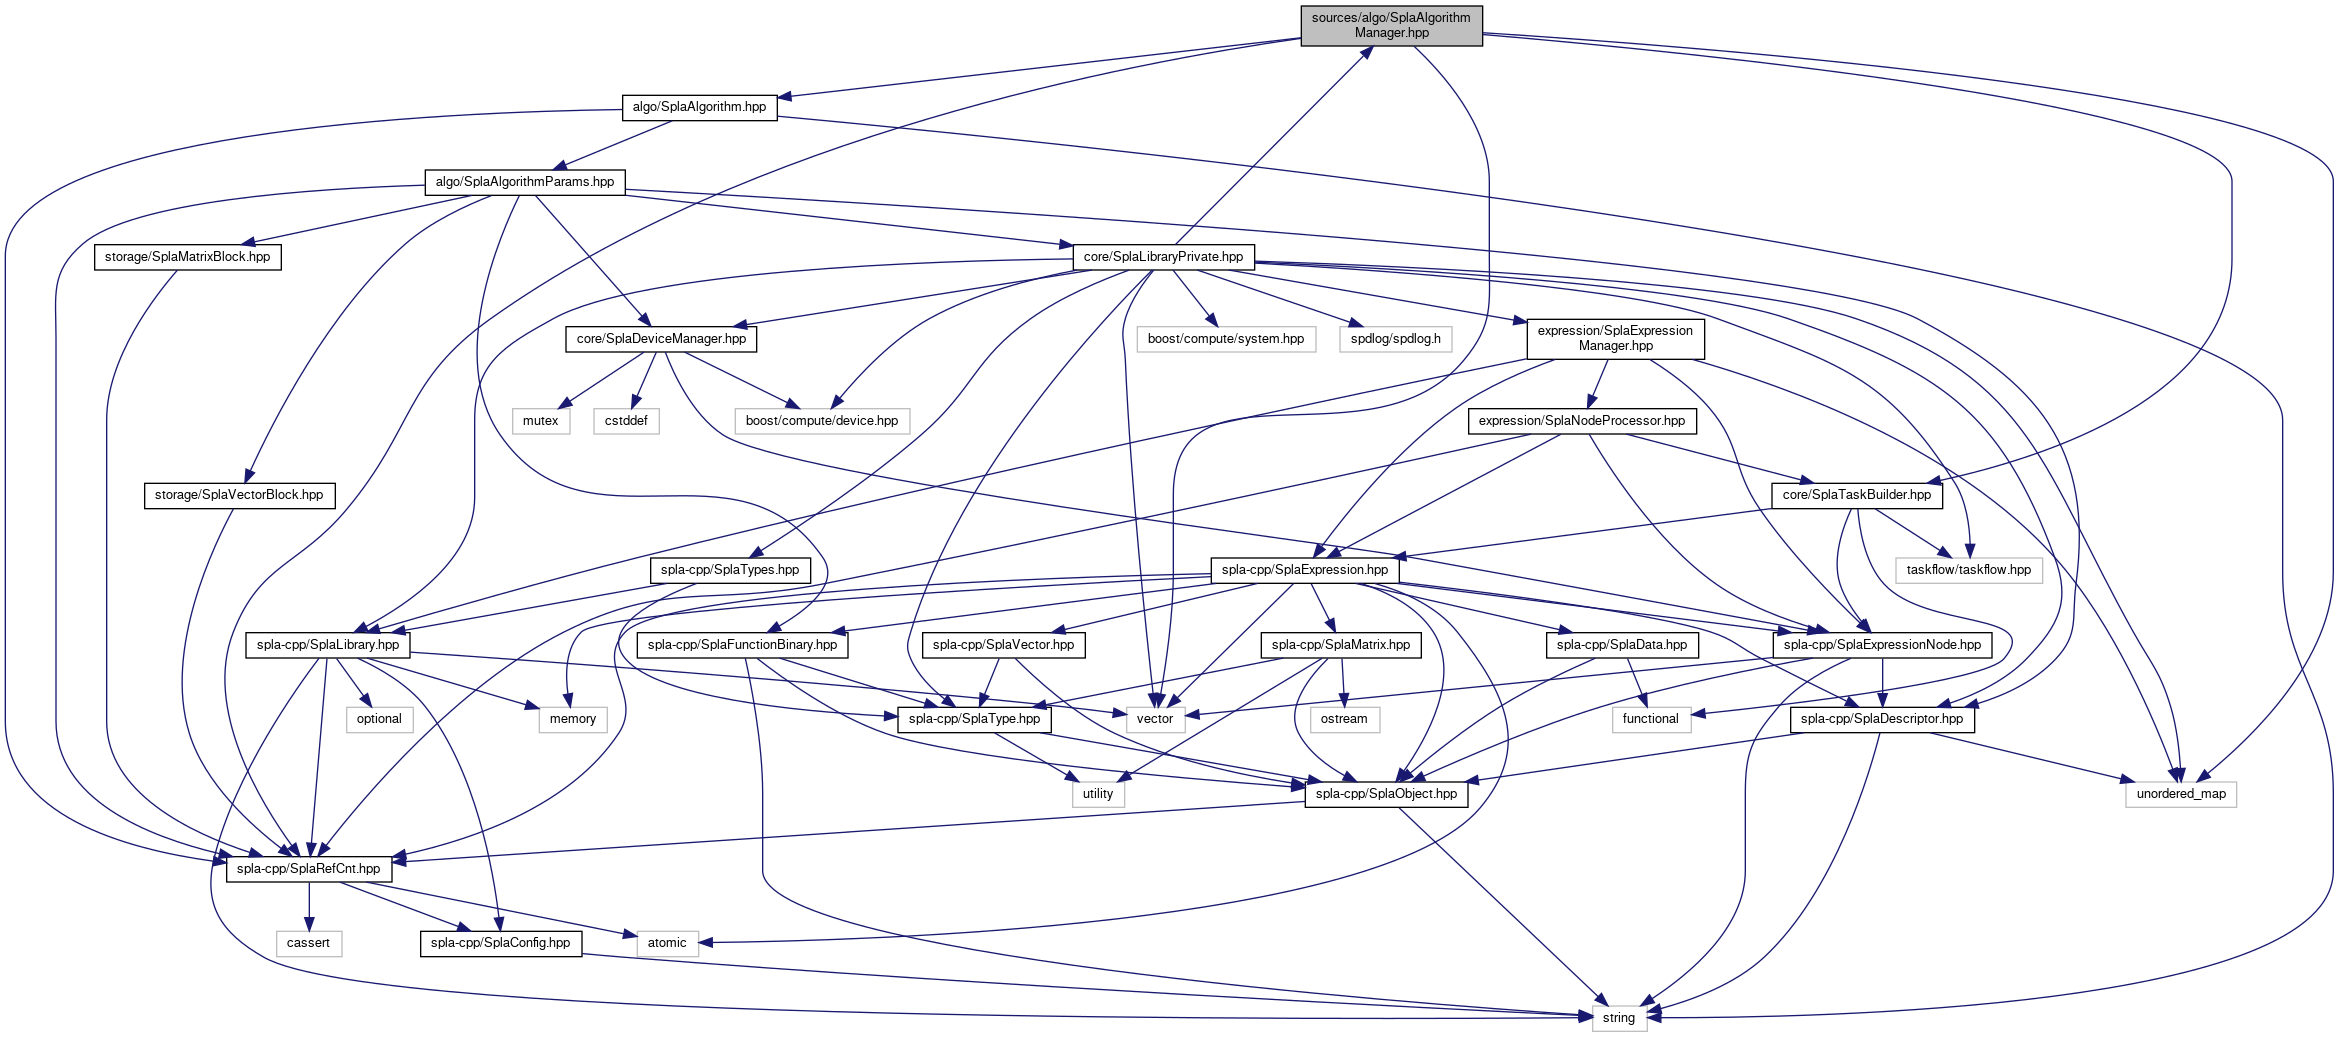 sources/algo/SplaAlgorithm
Manager.hpp
algo/SplaAlgorithm.hpp
algo/SplaAlgorithmParams.hpp
storage/SplaMatrixBlock.hpp
core/SplaLibraryPrivate.hpp
core/SplaDeviceManager.hpp
boost/compute/system.hpp
spdlog/spdlog.h
expression/SplaExpression
Manager.hpp
mutex
cstddef
boost/compute/device.hpp
expression/SplaNodeProcessor.hpp
storage/SplaVectorBlock.hpp
core/SplaTaskBuilder.hpp
spla-cpp/SplaTypes.hpp
spla-cpp/SplaExpression.hpp
taskflow/taskflow.hpp
spla-cpp/SplaLibrary.hpp
spla-cpp/SplaFunctionBinary.hpp
spla-cpp/SplaVector.hpp
spla-cpp/SplaMatrix.hpp
spla-cpp/SplaData.hpp
spla-cpp/SplaExpressionNode.hpp
optional
memory
spla-cpp/SplaType.hpp
vector
ostream
functional
spla-cpp/SplaDescriptor.hpp
utility
spla-cpp/SplaObject.hpp
unordered_map
spla-cpp/SplaRefCnt.hpp
cassert
spla-cpp/SplaConfig.hpp
atomic
string